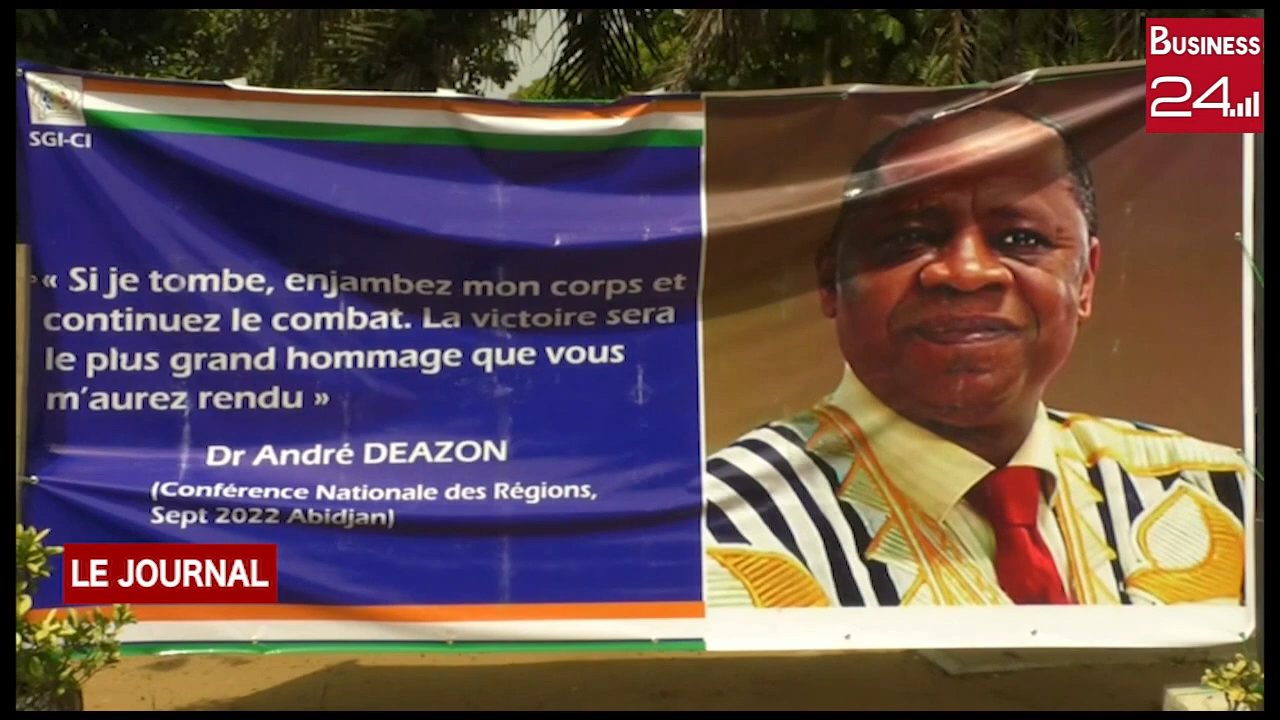 BUSINESS
24
SGI-CI
« Si je tombe, enjambez mon corps et
continuez le combat. La victoire sera
le plus grand hommage que vous
m’aurez rendu »
Dr André DEAZON
(Conférence Nationale des Régions,
Sept 2022 Abidjan)
LE JOURNAL